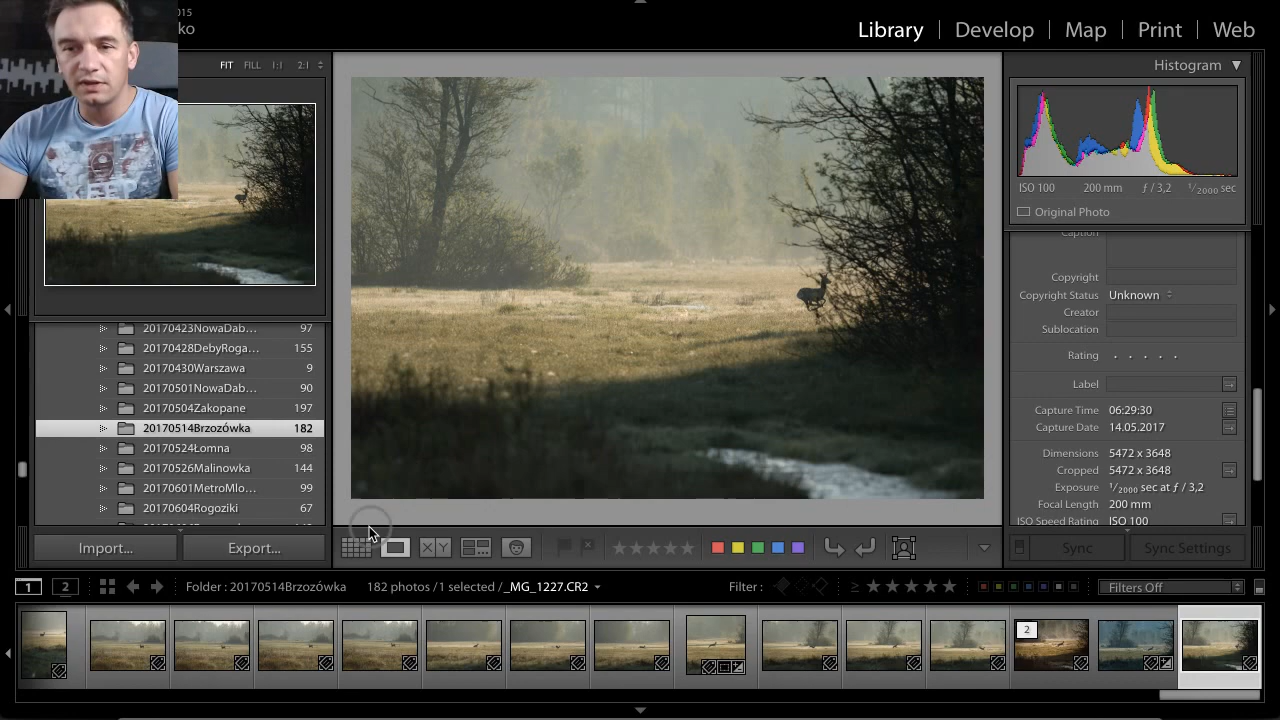 015
ko
Library | Develop | Map | Print | Web
FIT FILL 1:1 2:1
Histogram
ISO 100 200 mm ƒ / 3,2 1/2000 sec
Original Photo
Caption
Copyright
Copyright Status Unknown
Creator
Sublocation
Rating . . . . .
Label
Capture Time 06:29:30
Capture Date 14.05.2017
Dimensions 5472 x 3648
Cropped 5472 x 3648
Exposure 1/2000 sec at ƒ / 3,2
Focal Length 200 mm
ISO Speed Rating ISO 100
20170423NowaDab... 97
20170428DebyRoga... 155
20170430Warszawa 9
20170501NowaDab... 90
20170504Zakopane 197
20170514Brzozówka 182
20170524Łomna 98
20170526Malinowka 144
20170601MetroMlo... 99
20170604Rogoziki 67
Import... Export...
X Y
Sync Sync Settings
1 2 Folder : 20170514Brzozówka 182 photos / 1 selected / _MG_1227.CR2 Filter : ≥ Filters Off
2